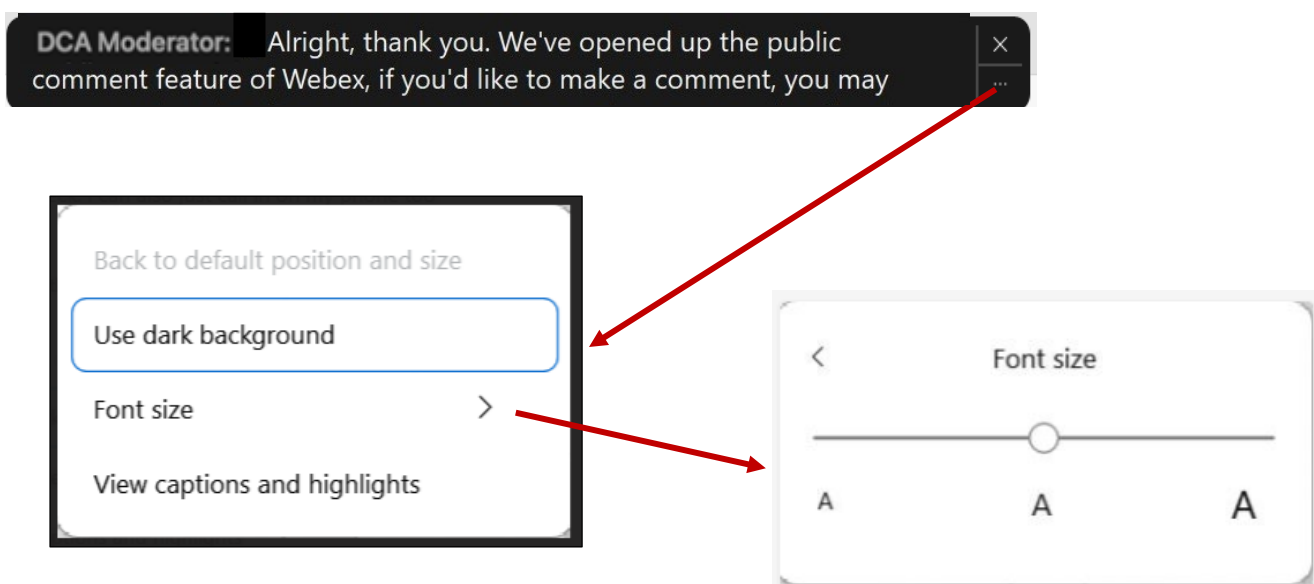 DCA Moderator: Alright, thank you. We've opened up the public
comment feature of Webex, if you'd like to make a comment, you may
Back to default position and size
Use dark background
Font size
View captions and highlights
Font size
A A A